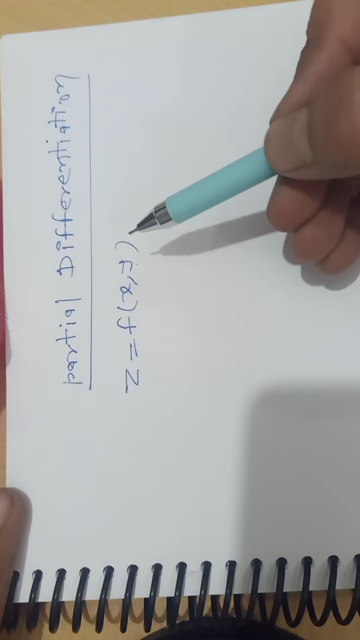 Partial Differentiation
Z = f(x,y)